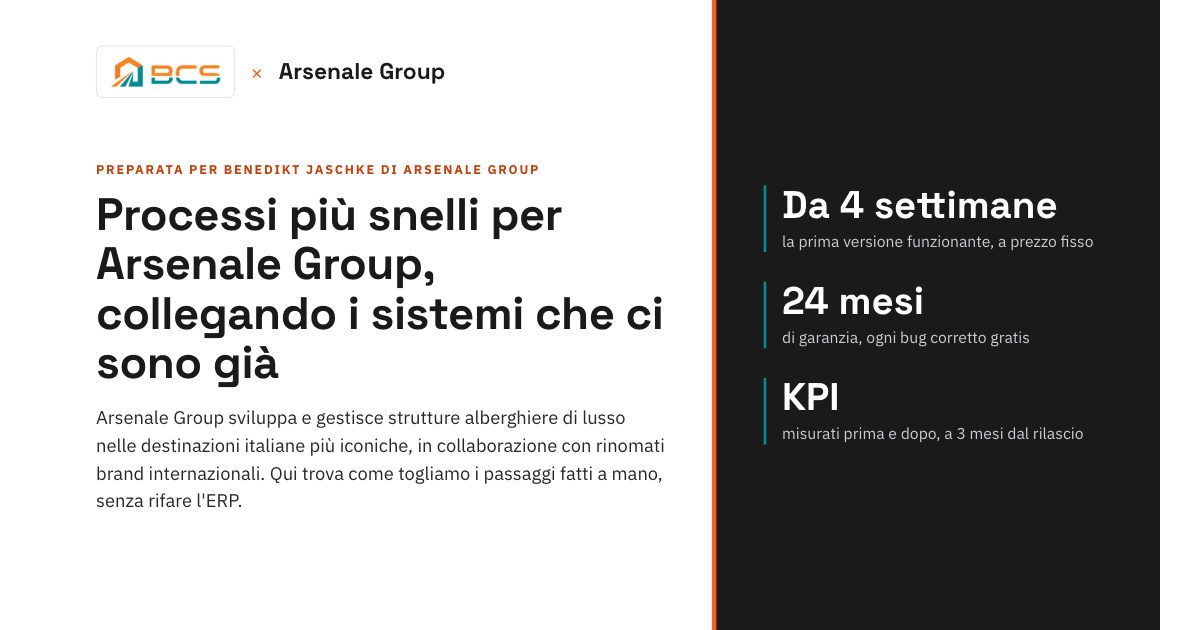 BCS × Arsenale Group
PREPARATA PER BENEDIKT JASCHKE DI ARSENALE GROUP
Processi più snelli per
Arsenale Group,
collegando i sistemi che ci
sono già
Arsenale Group sviluppa e gestisce strutture alberghiere di lusso
nelle destinazioni italiane più iconiche, in collaborazione con rinomati
brand internazionali. Qui trova come togliamo i passaggi fatti a mano,
senza rifare l'ERP.
Da 4 settimane
la prima versione funzionante, a prezzo fisso
24 mesi
di garanzia, ogni bug corretto gratis
KPI
misurati prima e dopo, a 3 mesi dal rilascio